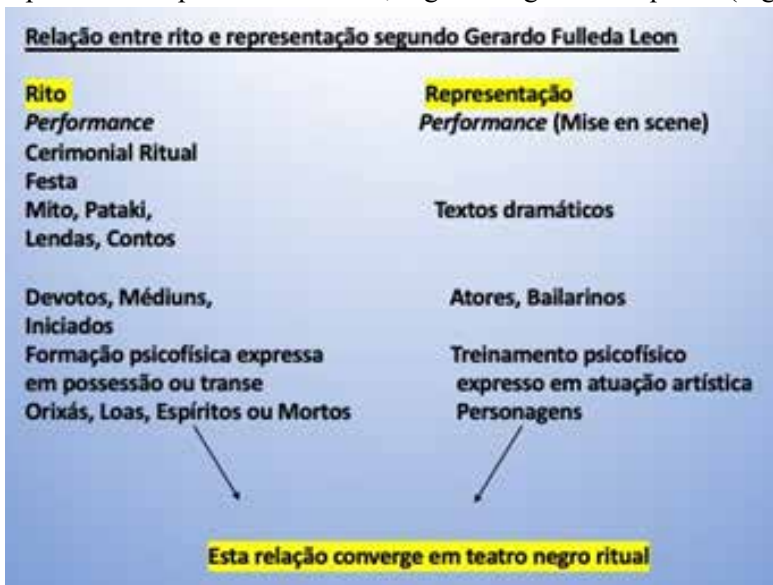 Relação entre rito e representação segundo Gerardo Fulleda Leon
Rito
Performance
Cerimonial Ritual
Festa
Mito, Pataki,
Lendas, Contos
Devotos, Médiuns,
Iniciados
Formação psicofísica expressa
em possessão ou transe
Orixás, Loas, Espíritos ou Mortos
Representação
Performance (Mise en scene)
Textos dramáticos
Atores, Bailarinos
Treinamento psicofísico
expresso em atuação artística
Personagens
Esta relação converge em teatro negro ritual